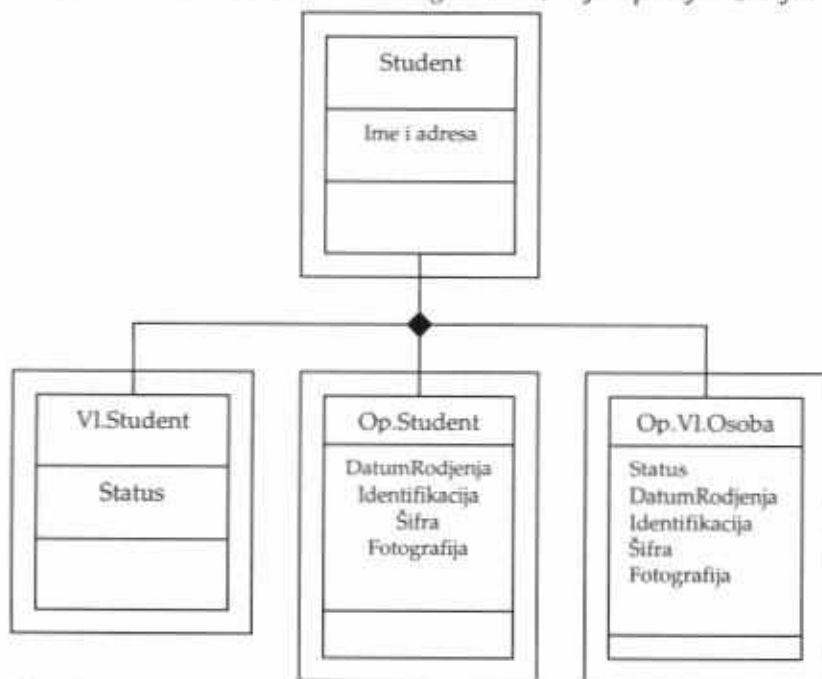 Student
Ime i adresa
Vl.Student
Status
Op.Student
DatumRodjenja
Identifikacija
Šifra
Fotografija
Op.Vl.Osoba
Status
DatumRodjenja
Identifikacija
Šifra
Fotografija